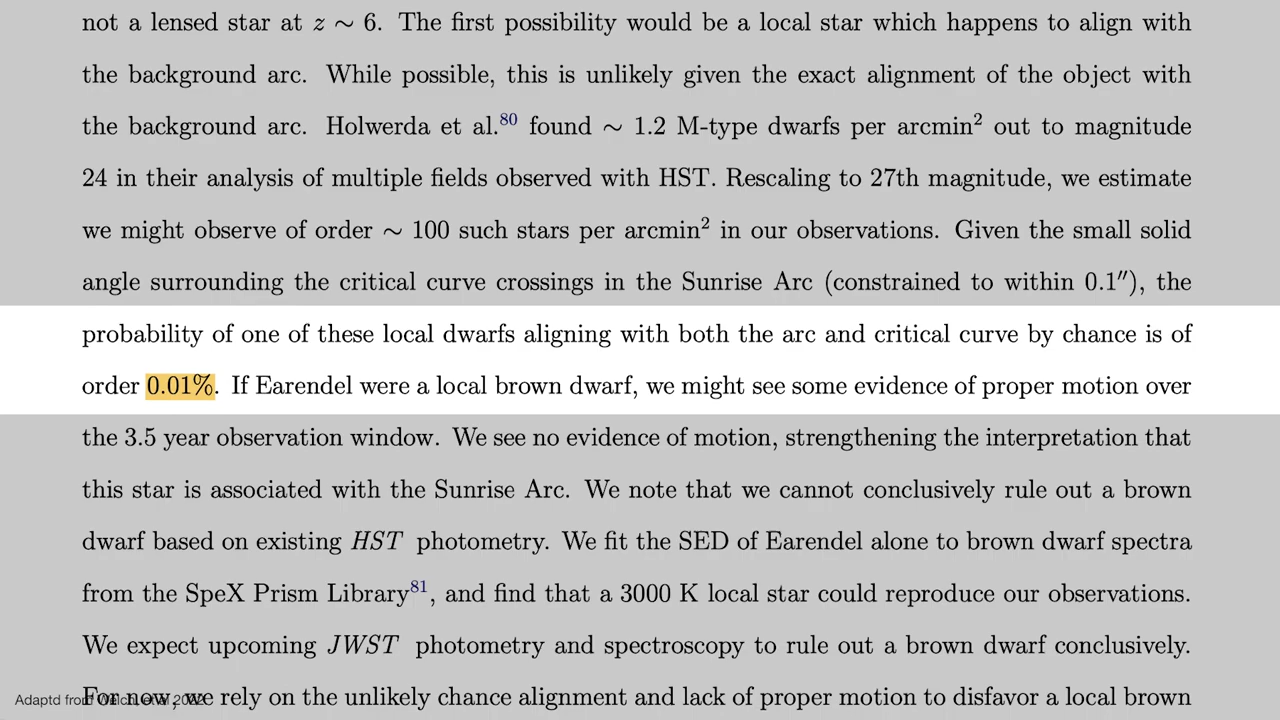 not a lensed star at z ∼ 6. The first possibility would be a local star which happens to align with
the background arc. While possible, this is unlikely given the exact alignment of the object with
the background arc. Holwerda et al.80 found ∼ 1.2 M-type dwarfs per arcmin² out to magnitude
24 in their analysis of multiple fields observed with HST. Rescaling to 27th magnitude, we estimate
we might observe of order ∼ 100 such stars per arcmin² in our observations. Given the small solid
angle surrounding the critical curve crossings in the Sunrise Arc (constrained to within 0.1″), the
probability of one of these local dwarfs aligning with both the arc and critical curve by chance is of
order 0.01%. If Earendel were a local brown dwarf, we might see some evidence of proper motion over
the 3.5 year observation window. We see no evidence of motion, strengthening the interpretation that
this star is associated with the Sunrise Arc. We note that we cannot conclusively rule out a brown
dwarf based on existing HST photometry. We fit the SED of Earendel alone to brown dwarf spectra
from the SpeX Prism Library81, and find that a 3000 K local star could reproduce our observations.
We expect upcoming JWST photometry and spectroscopy to rule out a brown dwarf conclusively.
For now, we rely on the unlikely chance alignment and lack of proper motion to disfavor a local brown
Adaptd from Welch, et al 2022